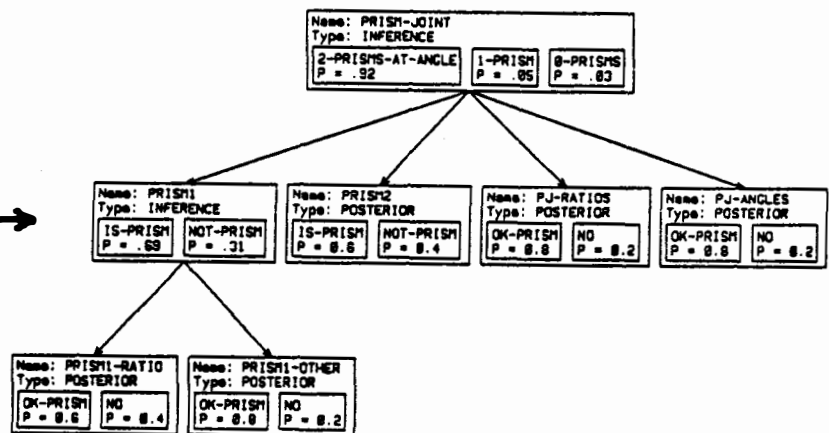 Name: PRISM-JOINT
Type: INFERENCE
2-PRISMS-AT-ANGLE
P = .92
1-PRISM
P = .05
0-PRISMS
P = .03
Name: PRISM1
Type: INFERENCE
IS-PRISM
P = .69
NOT-PRISM
P = .31
Name: PRISM2
Type: POSTERIOR
IS-PRISM
P = 0.6
NOT-PRISM
P = 0.4
Name: PJ-RATIOS
Type: POSTERIOR
OK-PRISM
P = 0.8
NO
P = 0.2
Name: PJ-ANGLES
Type: POSTERIOR
OK-PRISM
P = 0.8
NO
P = 0.2
Name: PRISM1-RATIO
Type: POSTERIOR
OK-PRISM
P = 0.6
NO
P = 0.4
Name: PRISM1-OTHER
Type: POSTERIOR
OK-PRISM
P = 0.8
NO
P = 0.2